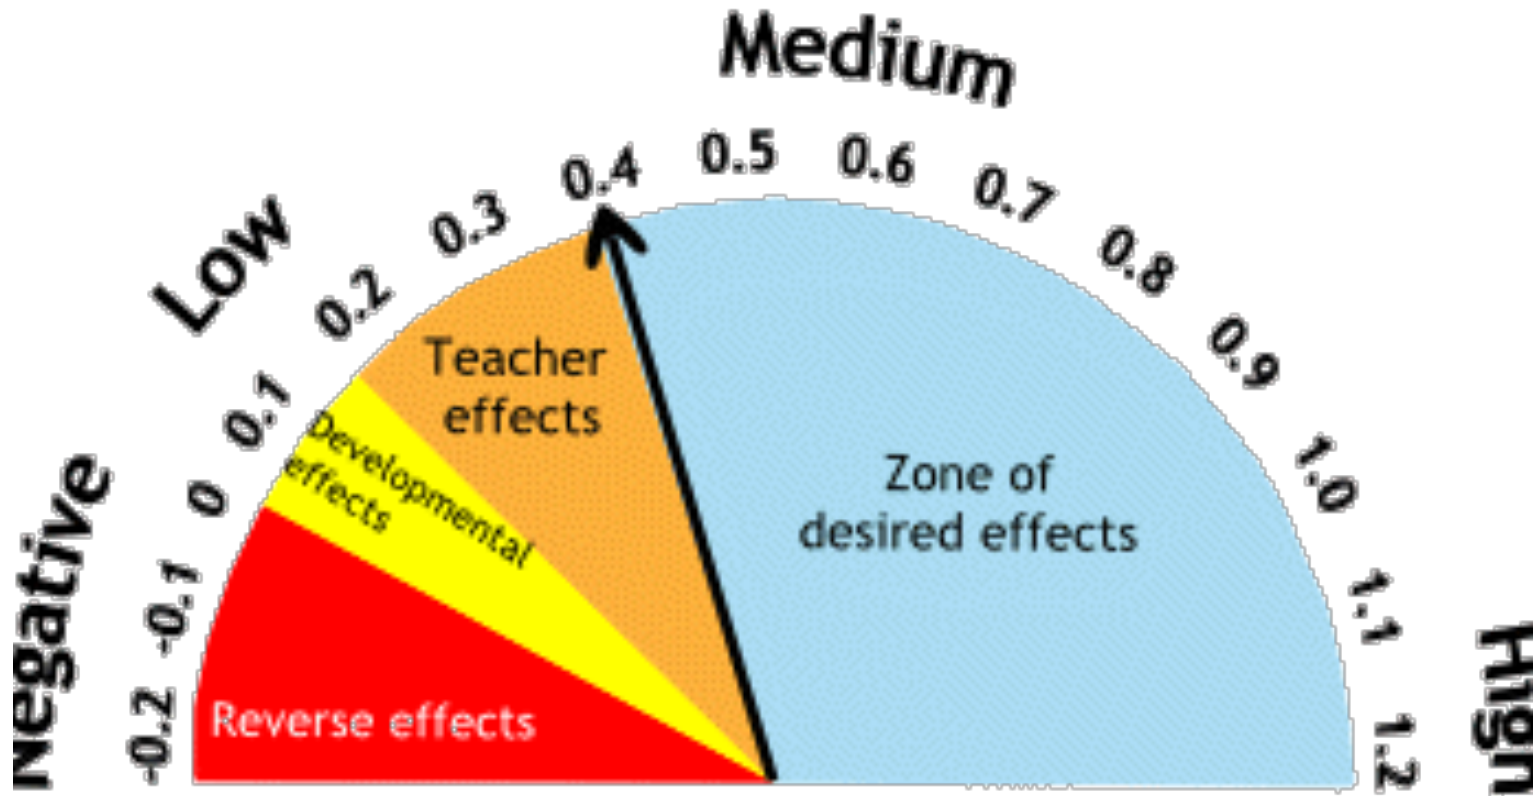 Medium
Low
Negative
High
-0.2
-0.1
0
0.1
0.2
0.3
0.4
0.5
0.6
0.7
0.8
0.9
1.0
1.1
1.2
Teacher
effects
Developmental
effects
Zone of
desired effects
Reverse effects